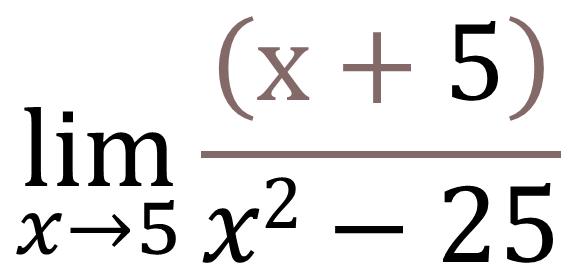 (x + 5)
lim
x→5 x² − 25